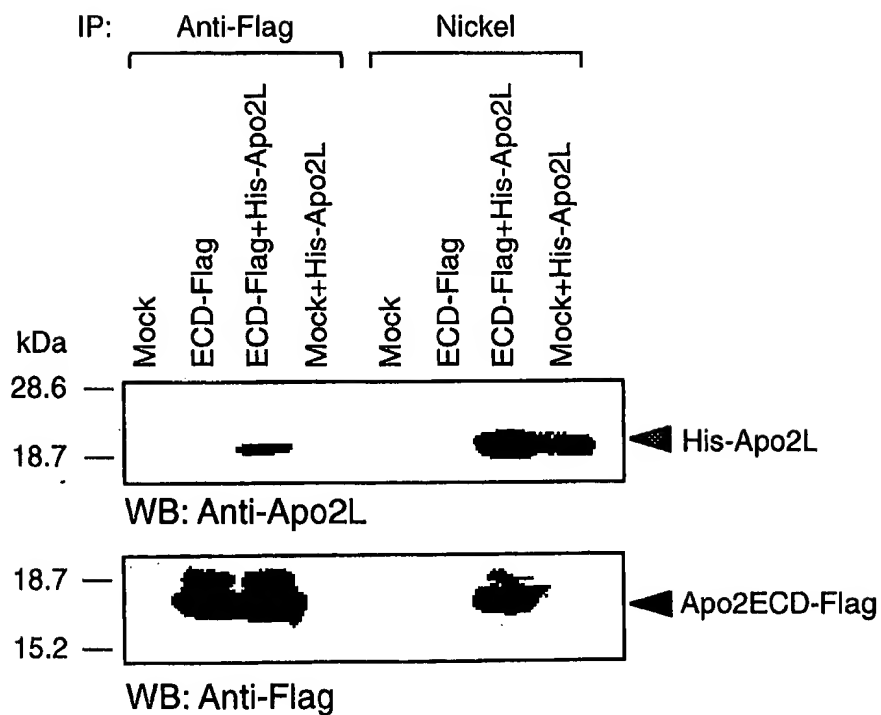 IP: Anti-Flag Nickel
Mock
ECD-Flag
ECD-Flag+His-Apo2L
Mock+His-Apo2L
Mock
ECD-Flag
ECD-Flag+His-Apo2L
Mock+His-Apo2L
kDa
28.6
18.7
His-Apo2L
WB: Anti-Apo2L
18.7
15.2
Apo2ECD-Flag
WB: Anti-Flag